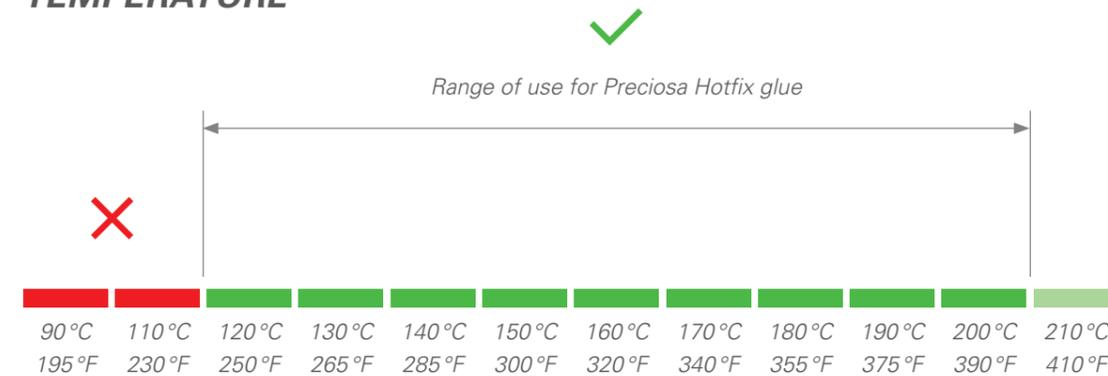 TEMPERATURE
Range of use for Preciosa Hotfix glue
90°C 110°C 120°C 130°C 140°C 150°C 160°C 170°C 180°C 190°C 200°C 210°C
195°F 230°F 250°F 265°F 285°F 300°F 320°F 340°F 355°F 375°F 390°F 410°F